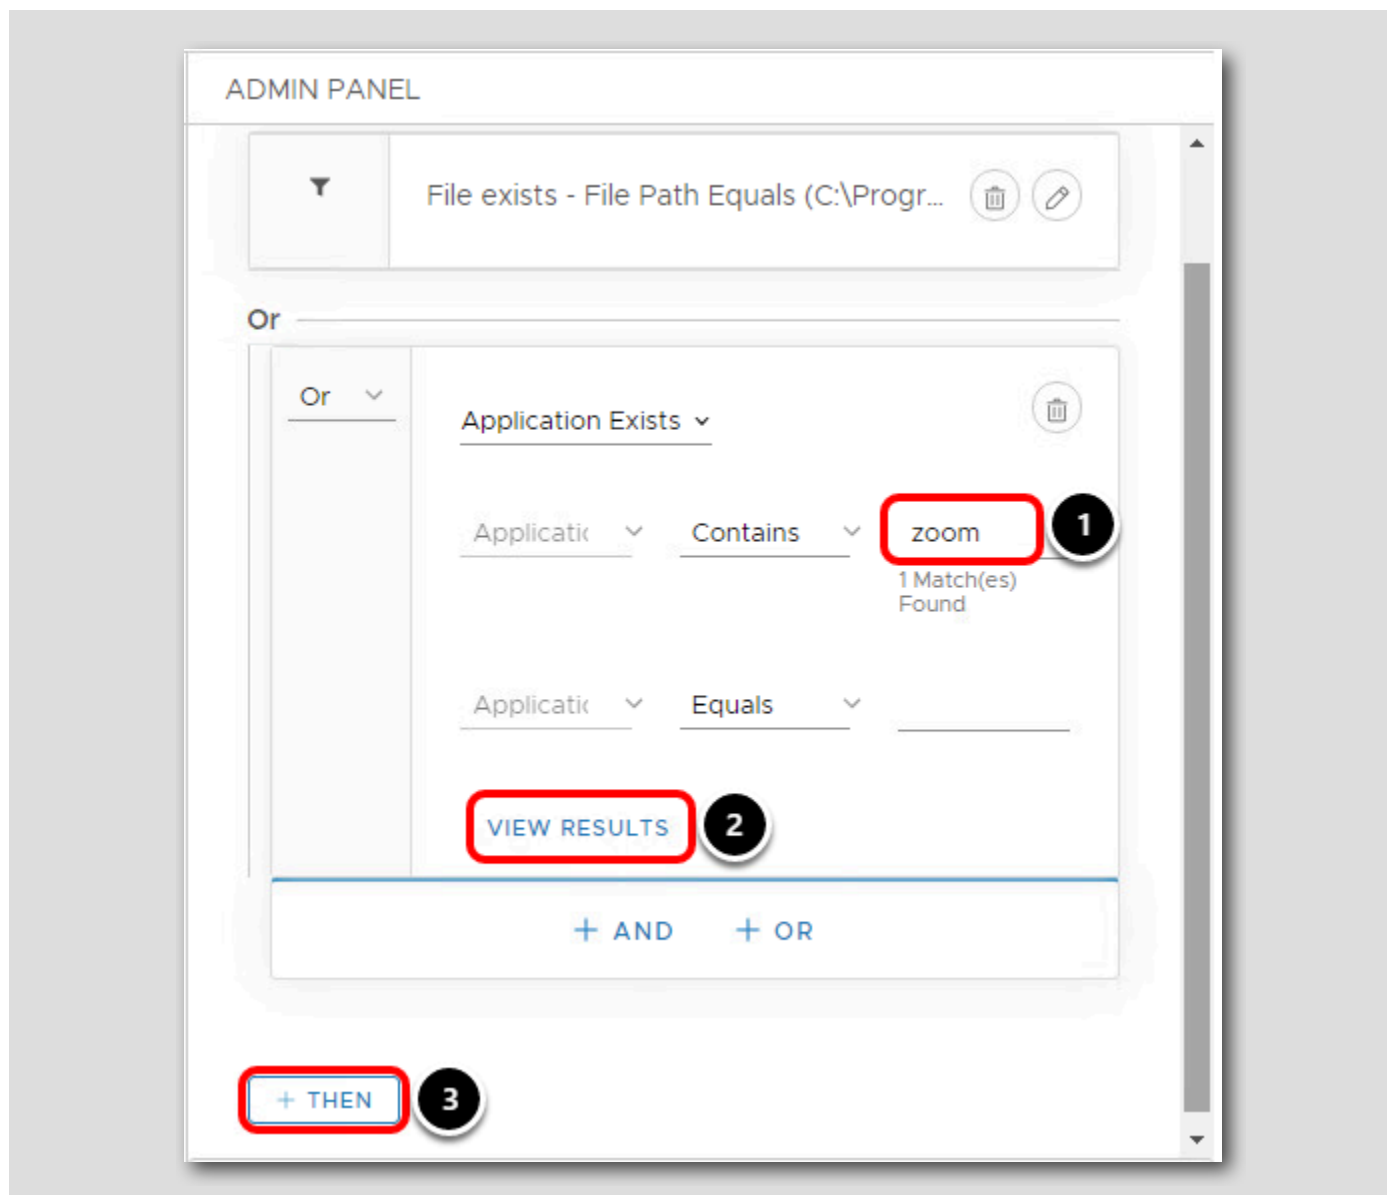 ADMIN PANEL
File exists - File Path Equals (C:\Progr...
Or
Or
Application Exists
Applicatic Contains zoom 1
1 Match(es)
Found
Applicatic Equals
VIEW RESULTS 2
+ AND + OR
+ THEN 3